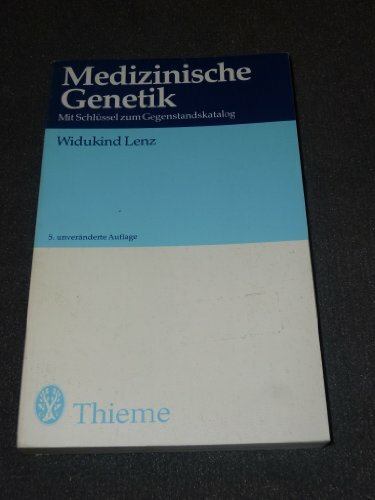 Medizinische
Genetik
Mit Schlüssel zum Gegenstandskatalog
Widukind Lenz
5. unveränderte Auflage
Thieme